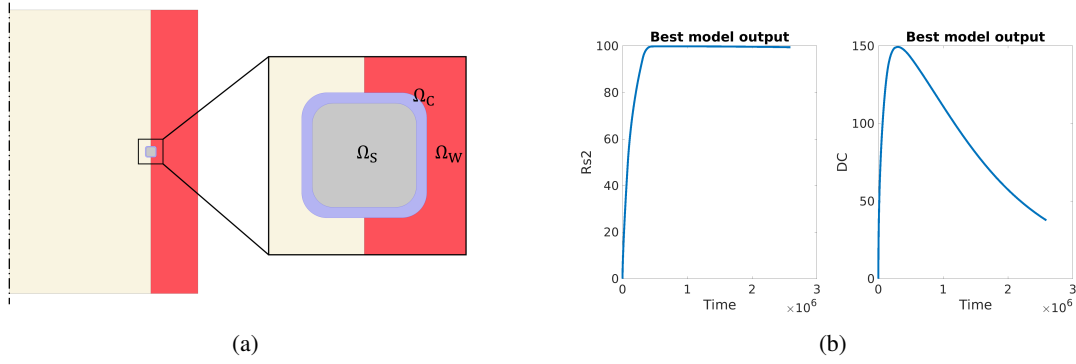 Ω_C
Ω_S
Ω_W
(a)
Best model output
Rs2
100
80
60
40
20
0
0 1 2 3
Time
×10^6
Best model output
DC
150
100
50
0
0 1 2 3
Time
×10^6
(b)